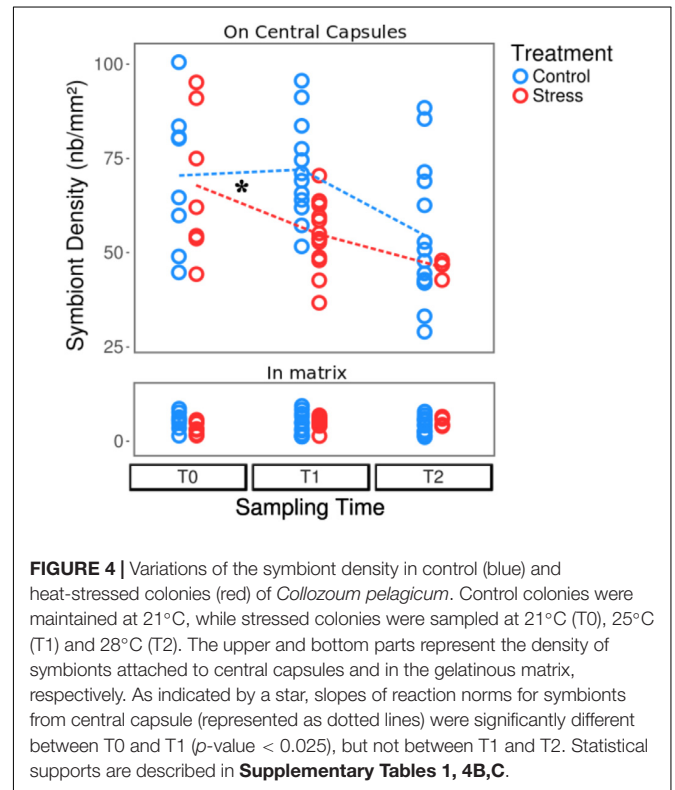 On Central Capsules
Treatment
Control
Stress
100-
75-
50-
25-
Symbiont Density (nb/mm²)
*
In matrix
0-
T0 T1 T2
Sampling Time
FIGURE 4 | Variations of the symbiont density in control (blue) and
heat-stressed colonies (red) of Collozoum pelagicum. Control colonies were
maintained at 21°C, while stressed colonies were sampled at 21°C (T0), 25°C
(T1) and 28°C (T2). The upper and bottom parts represent the density of
symbionts attached to central capsules and in the gelatinous matrix,
respectively. As indicated by a star, slopes of reaction norms for symbionts
from central capsule (represented as dotted lines) were significantly different
between T0 and T1 (p-value < 0.025), but not between T1 and T2. Statistical
supports are described in Supplementary Tables 1, 4B,C.